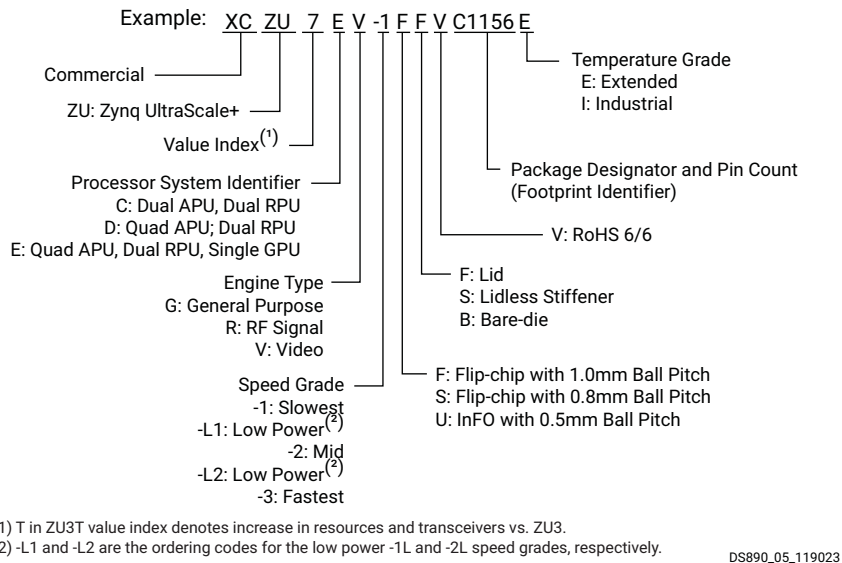 Example: XC ZU 7 E V -1 F F V C1156 E
Commercial
ZU: Zynq UltraScale+
Value Index(1)
Processor System Identifier
C: Dual APU, Dual RPU
D: Quad APU; Dual RPU
E: Quad APU, Dual RPU, Single GPU
Engine Type
G: General Purpose
R: RF Signal
V: Video
Speed Grade
-1: Slowest
-L1: Low Power(2)
-2: Mid
-L2: Low Power(2)
-3: Fastest
Temperature Grade
E: Extended
I: Industrial
Package Designator and Pin Count
(Footprint Identifier)
V: RoHS 6/6
F: Lid
S: Lidless Stiffener
B: Bare-die
F: Flip-chip with 1.0mm Ball Pitch
S: Flip-chip with 0.8mm Ball Pitch
U: InFO with 0.5mm Ball Pitch
1) T in ZU3T value index denotes increase in resources and transceivers vs. ZU3.
2) -L1 and -L2 are the ordering codes for the low power -1L and -2L speed grades, respectively.
DS890_05_119023